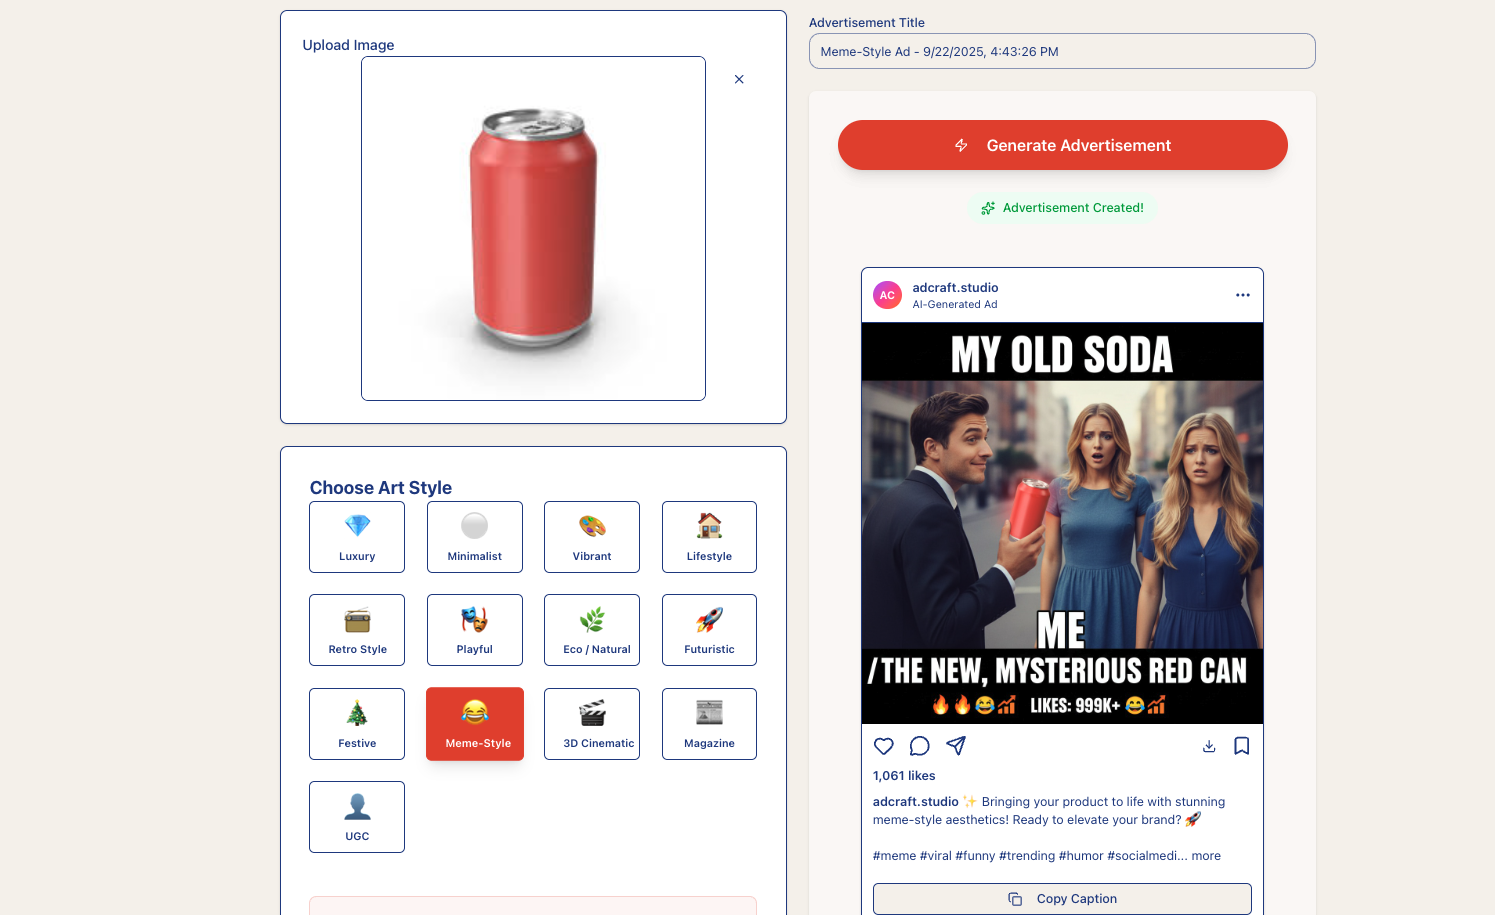 Upload Image
Choose Art Style
Luxury
Minimalist
Vibrant
Lifestyle
Retro Style
Playful
Eco / Natural
Futuristic
Festive
Meme-Style
3D Cinematic
Magazine
UGC
Advertisement Title
Meme-Style Ad - 9/22/2025, 4:43:26 PM
Generate Advertisement
Advertisement Created!
AC
adcraft.studio
AI-Generated Ad
MY OLD SODA
ME
/THE NEW, MYSTERIOUS RED CAN
🔥🔥😂 LIKES: 999K+ 😂
1,061 likes
adcraft.studio ✨ Bringing your product to life with stunning
meme-style aesthetics! Ready to elevate your brand? 🚀
#meme #viral #funny #trending #humor #socialmedi... more
Copy Caption